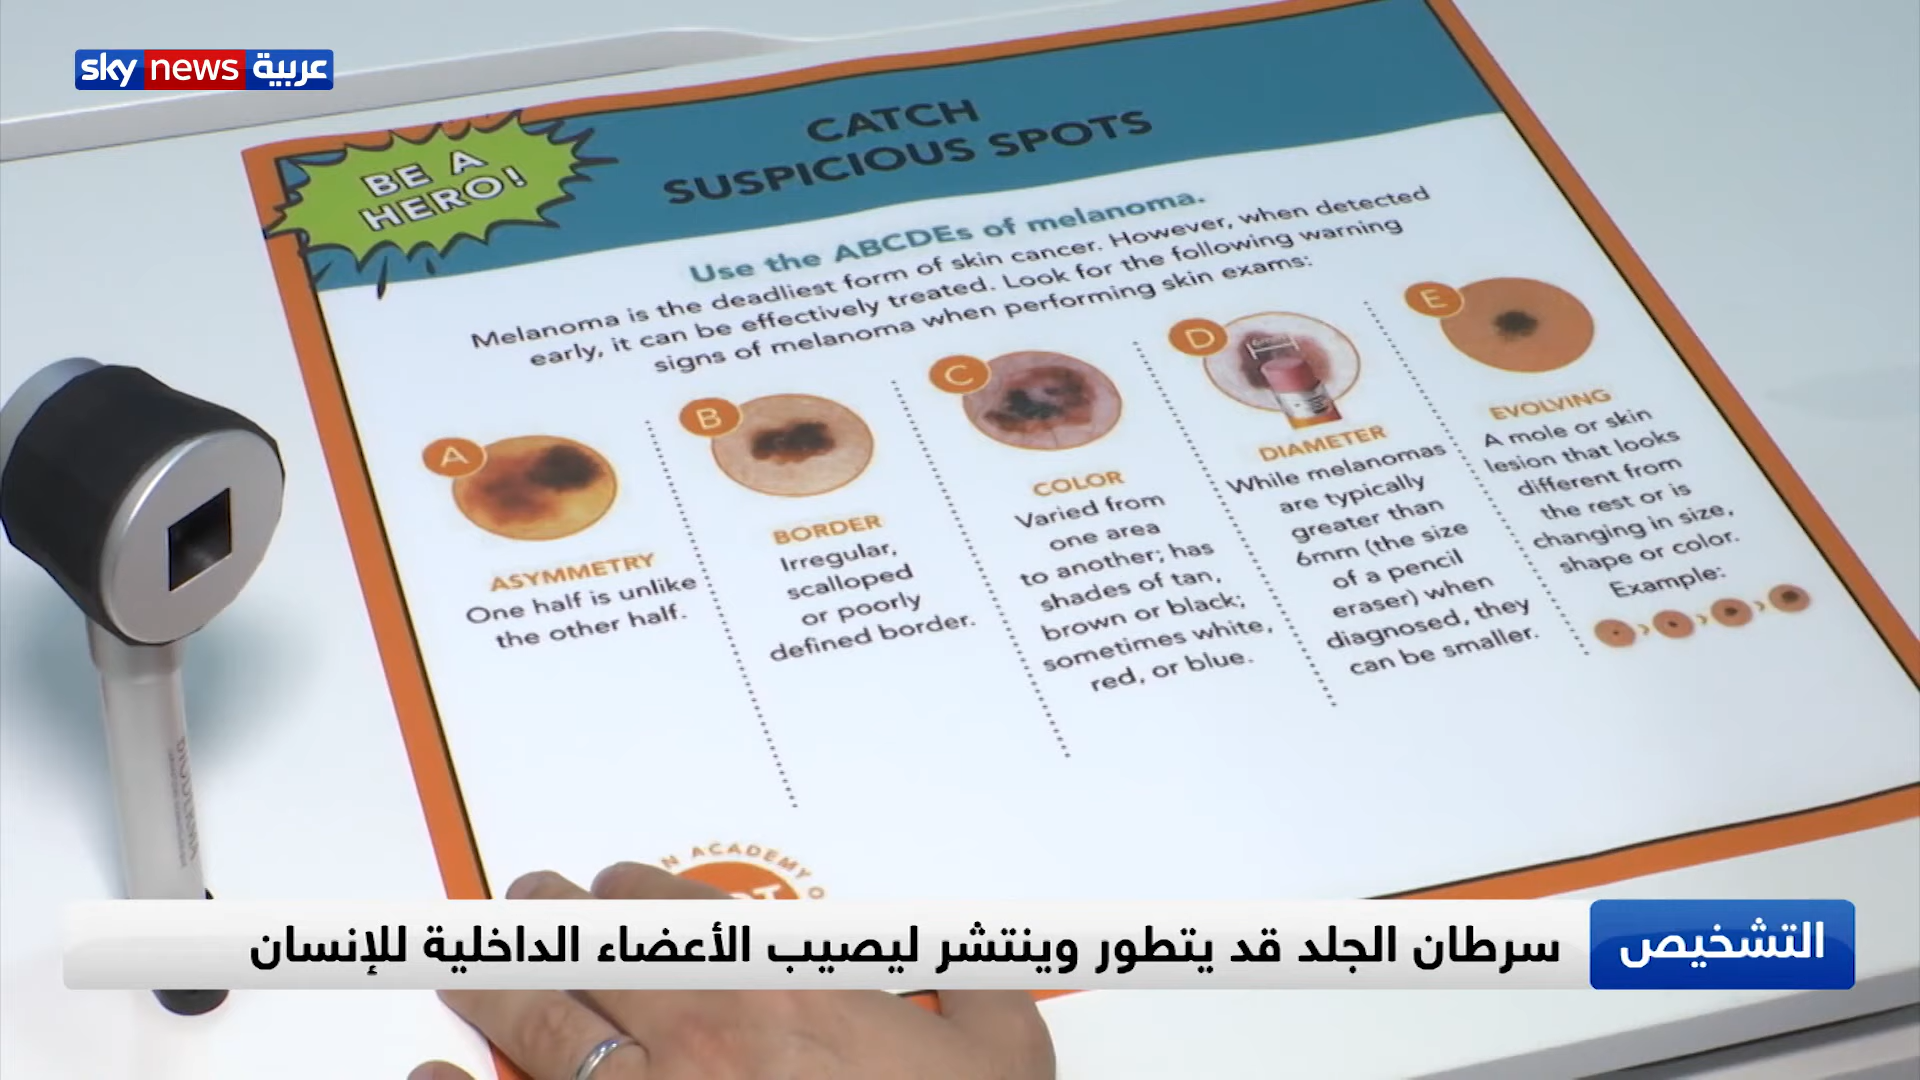 sky news عربية
BE A
HERO!
CATCH
SUSPICIOUS SPOTS
Use the ABCDEs of melanoma.
Melanoma is the deadliest form of skin cancer. However, when detected
early, it can be effectively treated. Look for the following warning
signs of melanoma when performing skin exams:
A
ASYMMETRY
One half is unlike
the other half.
B
BORDER
Irregular,
scalloped
or poorly
defined border.
C
COLOR
Varied from
one area
to another; has
shades of tan,
brown or black;
sometimes white,
red, or blue.
D
DIAMETER
While melanomas
are typically
greater than
6mm (the size
of a pencil
eraser) when
diagnosed, they
can be smaller.
E
EVOLVING
A mole or skin
lesion that looks
different from
the rest or is
changing in size,
shape or color.
Example:
ACADEMY
التشخيص
سرطان الجلد قد يتطور وينتشر ليصيب الأعضاء الداخلية للإنسان